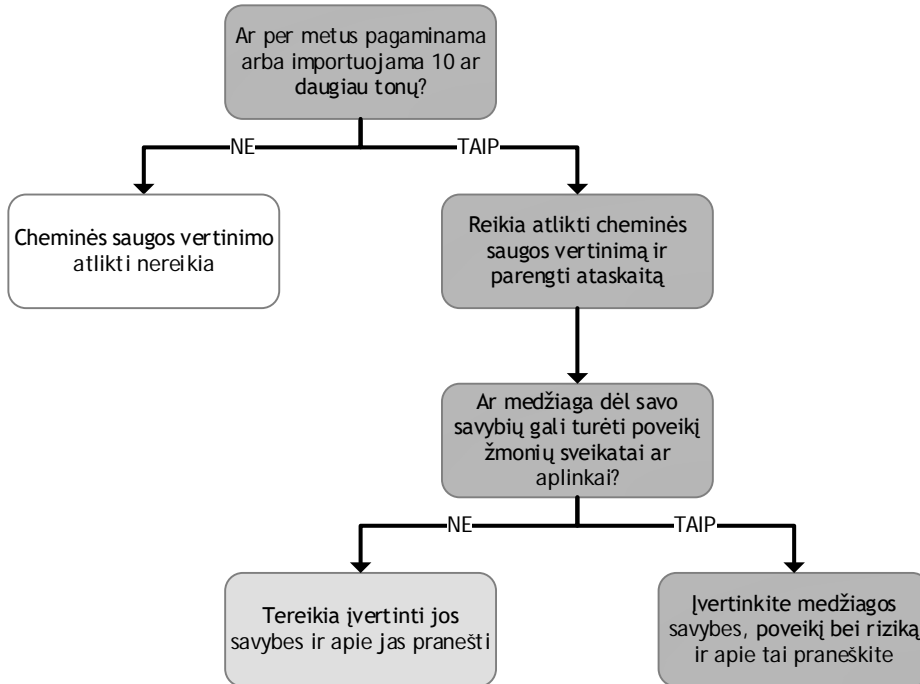 Ar per metus pagaminama
arba importuojama 10 ar
daugiau tonų?
NE
TAIP
Cheminės saugos vertinimo
atlikti nereikia
Reikia atlikti cheminės
saugos vertinimą ir
parengti ataskaitą
Ar medžiaga dėl savo
savybių gali turėti poveikį
žmonių sveikatai ar
aplinkai?
NE
TAIP
Tereikia įvertinti jos
savybes ir apie jas pranešti
Įvertinkite medžiagos
savybes, poveikį bei riziką
ir apie tai praneškite